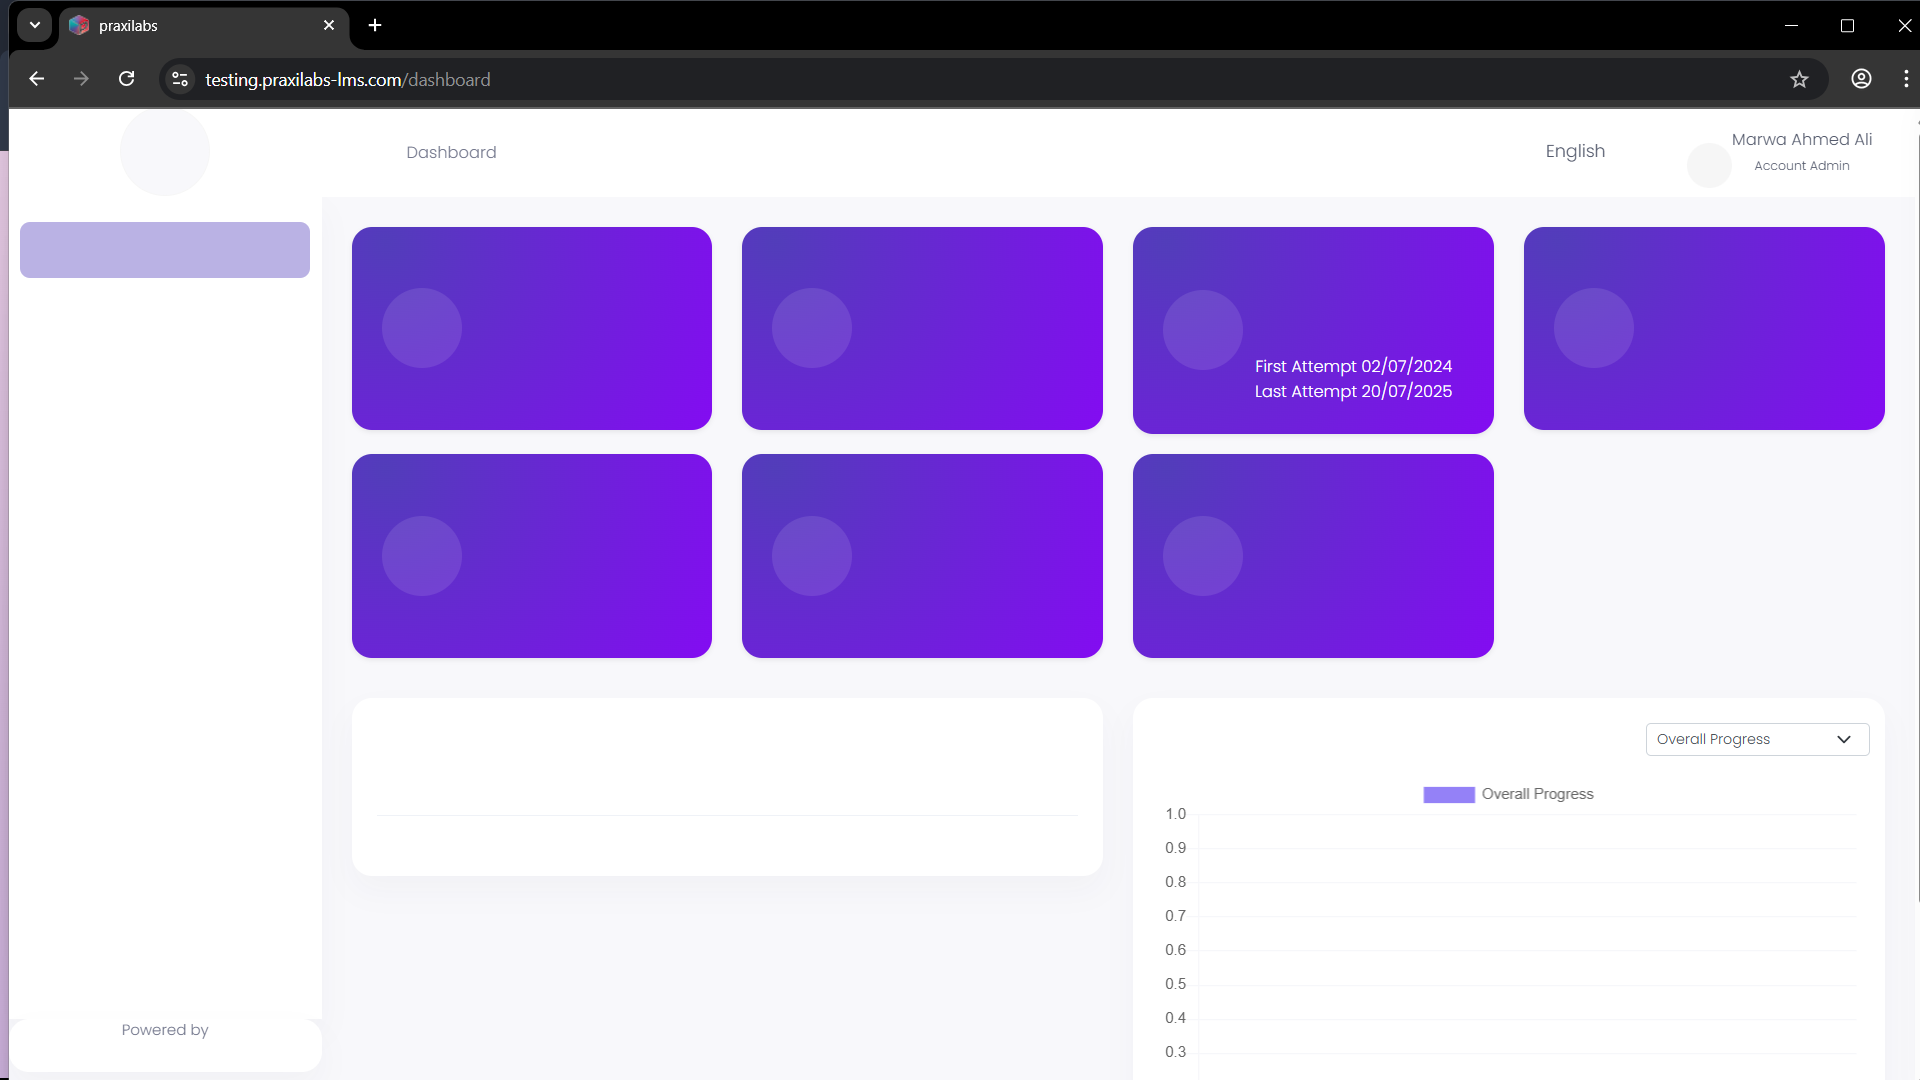 praxilabs
testing.praxilabs-lms.com/dashboard
Dashboard
English
Marwa Ahmed Ali
Account Admin
First Attempt 02/07/2024
Last Attempt 20/07/2025
Overall Progress
Overall Progress
1.0
0.9
0.8
0.7
0.6
0.5
0.4
0.3
Powered by